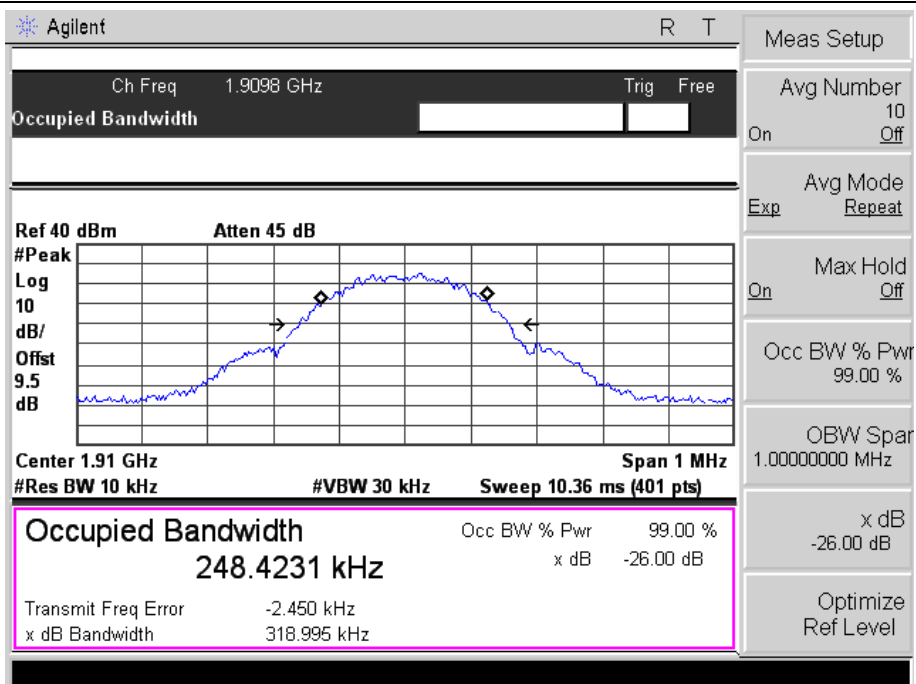 Agilent R T
Ch Freq 1.9098 GHz Trig Free
Occupied Bandwidth
Ref 40 dBm Atten 45 dB
#Peak
Log
10
dB/
Offst
9.5
dB
Center 1.91 GHz Span 1 MHz
#Res BW 10 kHz #VBW 30 kHz Sweep 10.36 ms (401 pts)
Occupied Bandwidth
248.4231 kHz
Occ BW % Pwr 99.00 %
x dB -26.00 dB
Transmit Freq Error -2.450 kHz
x dB Bandwidth 318.995 kHz
Meas Setup
Avg Number
10
On Off
Avg Mode
Exp Repeat
Max Hold
On Off
Occ BW % Pwr
99.00 %
OBW Span
1.00000000 MHz
x dB
-26.00 dB
Optimize
Ref Level